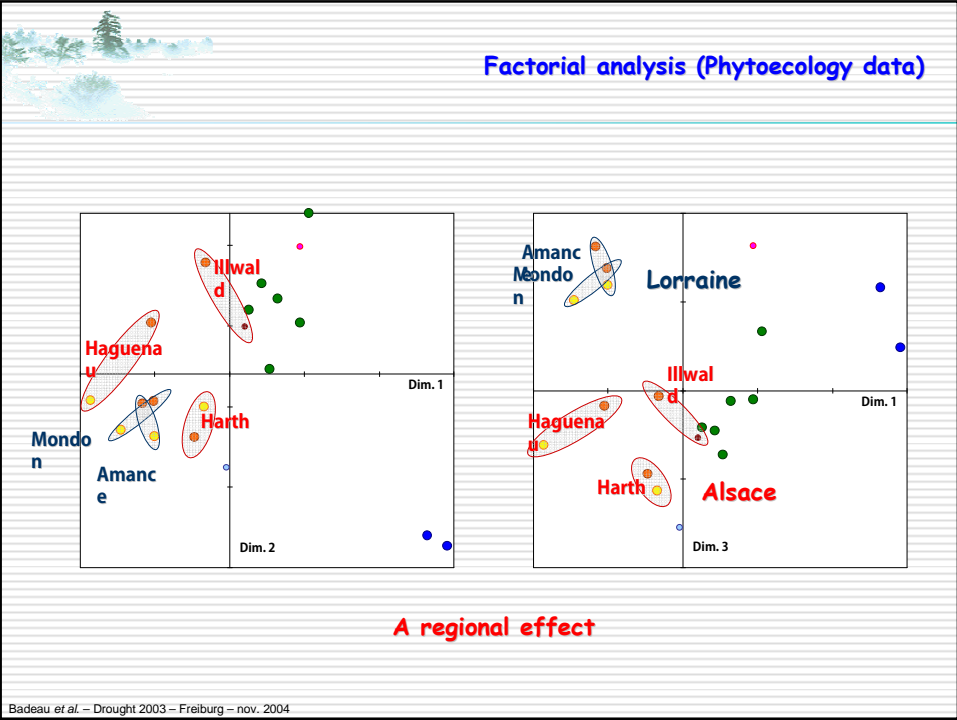 Factorial analysis (Phytoecology data)
Illwal
d
Haguena
u
Dim. 1
Harth
Mondo
n
Amanc
e
Dim. 2
Amanc
e
Mondo
n
Lorraine
Illwal
d
Dim. 1
Haguena
u
Harth
Alsace
Dim. 3
A regional effect
Badeau et al. – Drought 2003 – Freiburg – nov. 2004